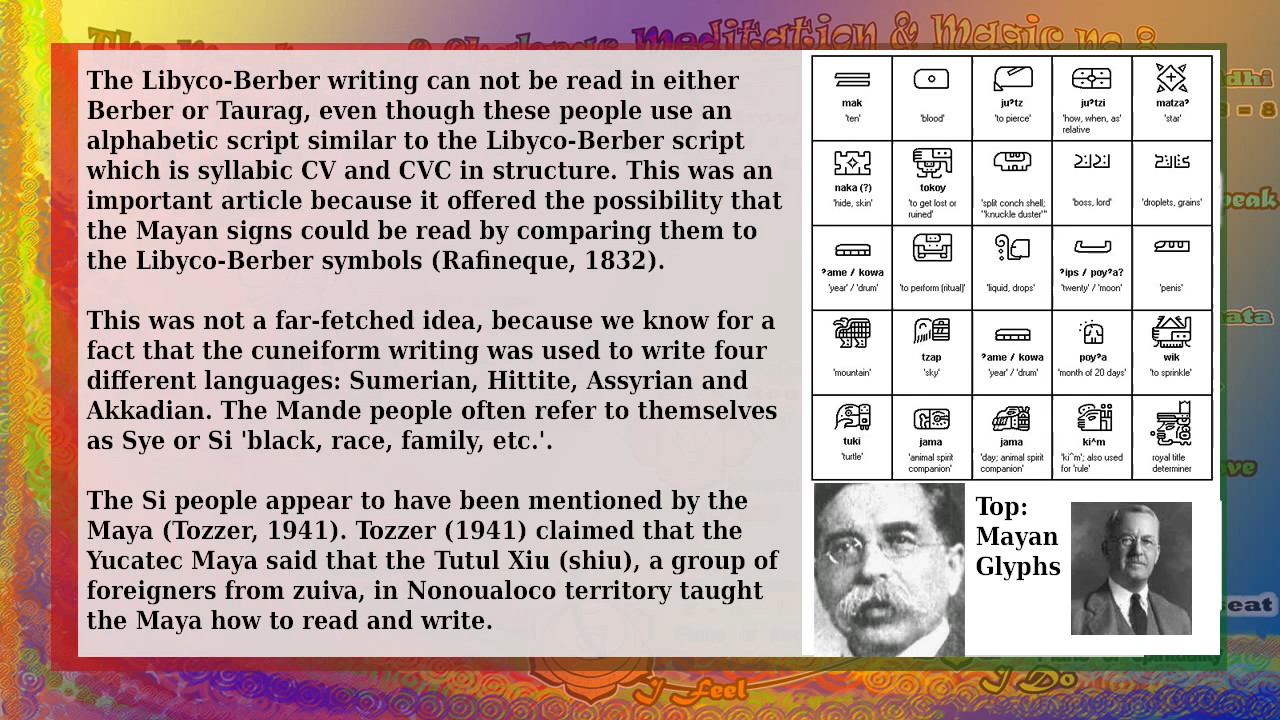 The Meditation & Magic no 8
The Libyco-Berber writing can not be read in either
Berber or Taurag, even though these people use an
alphabetic script similar to the Libyco-Berber script
which is syllabic CV and CVC in structure. This was an
important article because it offered the possibility that
the Mayan signs could be read by comparing them to
the Libyco-Berber symbols (Rafineque, 1832).
This was not a far-fetched idea, because we know for a
fact that the cuneiform writing was used to write four
different languages: Sumerian, Hittite, Assyrian and
Akkadian. The Mande people often refer to themselves
as Sye or Si 'black, race, family, etc.'.
The Si people appear to have been mentioned by the
Maya (Tozzer, 1941). Tozzer (1941) claimed that the
Yucatec Maya said that the Tutul Xiu (shiu), a group of
foreigners from zuiva, in Nonoualoco territory taught
the Maya how to read and write.
mak
'ten'
'blood'
juʔtz
'to pierce'
juʔtzi
'how, when, as'
relative
matzaʔ
'star'
naka (?)
'hide, skin'
tokoy
'to get lost or
ruined'
'split conch shell;
"knuckle duster"'
'boss, lord'
'droplets, grains'
ʔame / kowa
'year' / 'drum'
'to perform (ritual)'
'liquid, drops'
ʔips / poyʔa?
'twenty' / 'moon'
'penis'
'mountain'
tzap
'sky'
ʔame / kowa
'year' / 'drum'
poyʔa
'month of 20 days'
wik
'to sprinkle'
tuki
'turtle'
jama
'animal spirit
companion'
jama
'day; animal spirit
companion'
ki^m
'ki^m'; also used
for 'rule'
royal title
determiner
Top:
Mayan
Glyphs
= 8
I feel
I Do